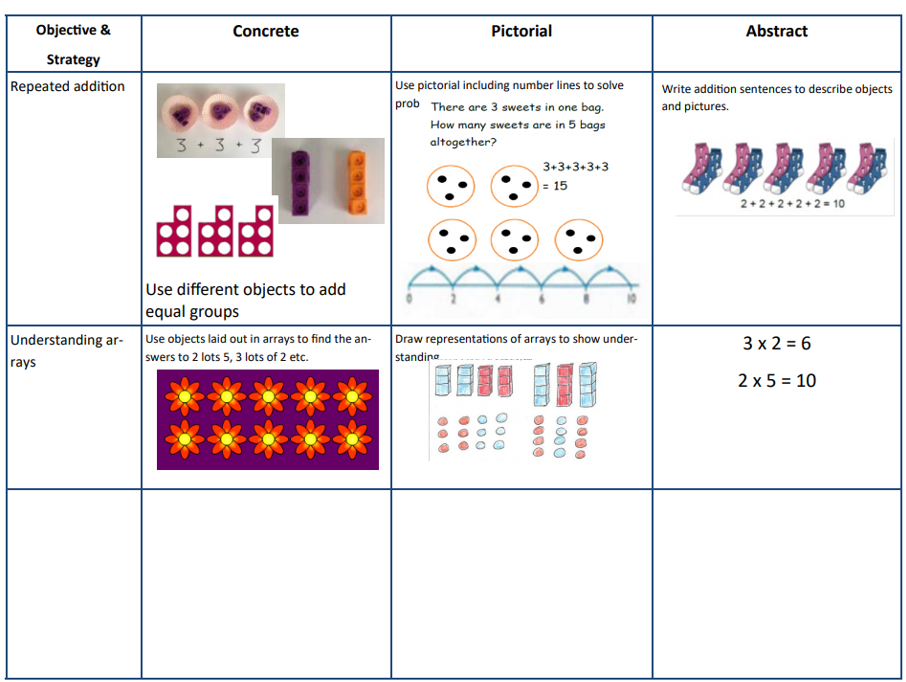 Objective &
Strategy
Concrete
Pictorial
Abstract
Repeated addition
3 + 3 + 3
Use different objects to add
equal groups
Use pictorial including number lines to solve
prob
There are 3 sweets in one bag.
How many sweets are in 5 bags
altogether?
3+3+3+3+3
= 15
0 2 4 6 8 10
Write addition sentences to describe objects
and pictures.
2 + 2 + 2 + 2 + 2 = 10
Understanding ar-
rays
Use objects laid out in arrays to find the an-
swers to 2 lots 5, 3 lots of 2 etc.
Draw representations of arrays to show under-
standing
3 x 2 = 6
2 x 5 = 10